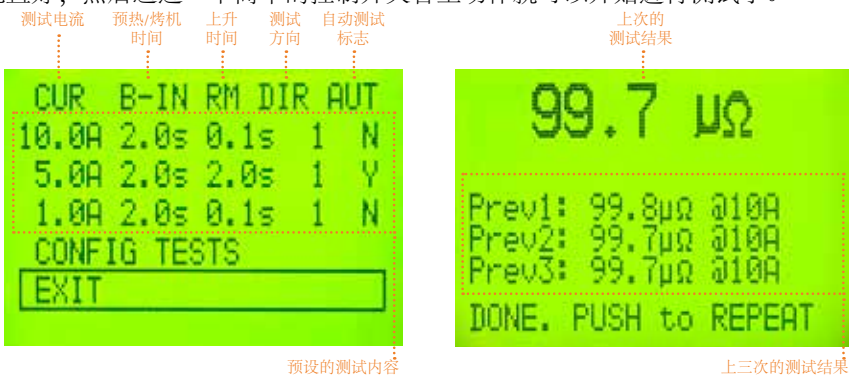 测试电流 预热/烤机时间 上升时间 测试方向 自动测试标志
CUR B-IN RM DIR AUT
10.0A 2.0s 0.1s 1 N
5.0A 2.0s 2.0s 1 Y
1.0A 2.0s 0.1s 1 N
CONFIG TESTS
EXIT
预设的测试内容
上次的
测试结果
99.7 µΩ
Prev1: 99.8µΩ @10A
Prev2: 99.7µΩ @10A
Prev3: 99.7µΩ @10A
DONE. PUSH to REPEAT
上三次的测试结果